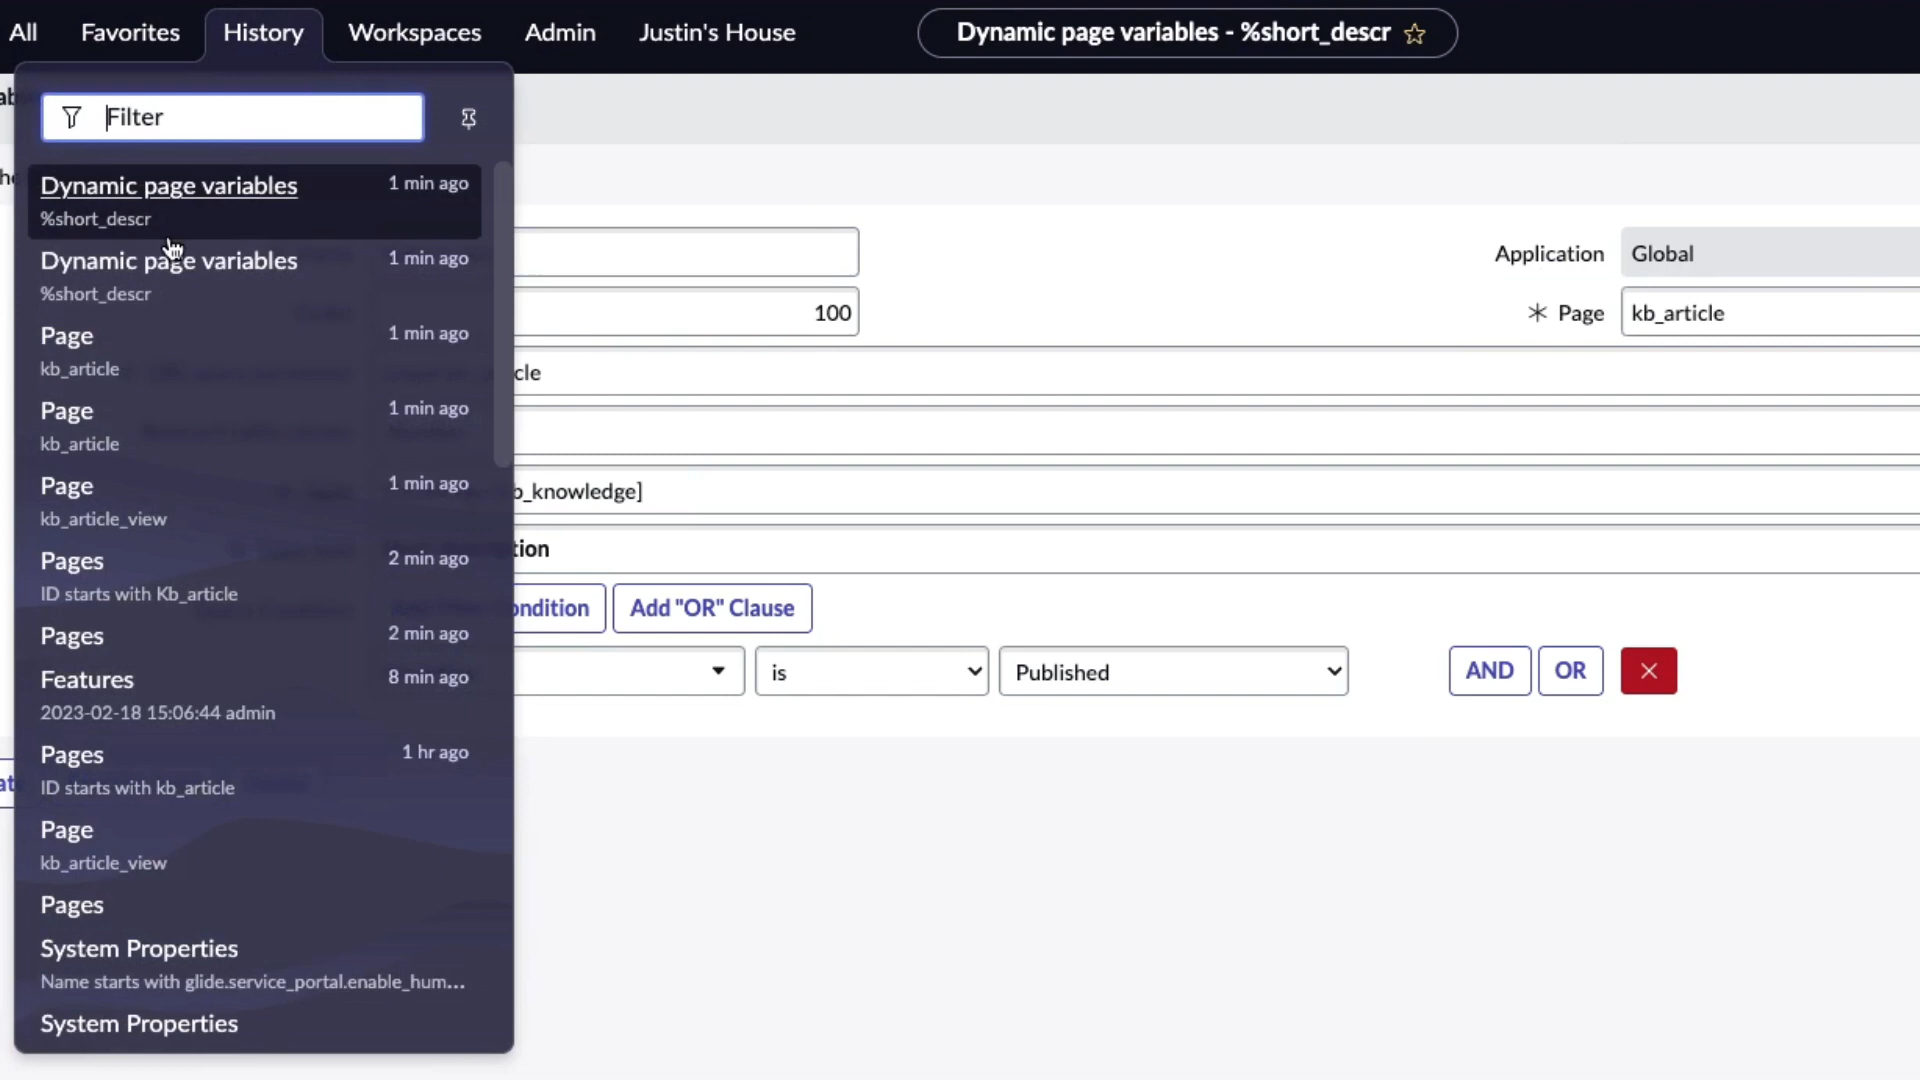 All Favorites History Workspaces Admin Justin's House Dynamic page variables - %short_descr
Filter
Dynamic page variables 1 min ago
%short_descr
Dynamic page variables 1 min ago
%short_descr
Page 1 min ago
kb_article
Page 1 min ago
kb_article
Page 1 min ago
kb_article_view
Pages 2 min ago
ID starts with Kb_article
Pages 2 min ago
Features 8 min ago
2023-02-18 15:06:44 admin
Pages 1 hr ago
ID starts with kb_article
Page
kb_article_view
Pages
System Properties
Name starts with glide.service_portal.enable_hum...
System Properties
Application Global
100 Page kb_article
cle
b_knowledge]
tion
ondition Add "OR" Clause
is Published AND OR